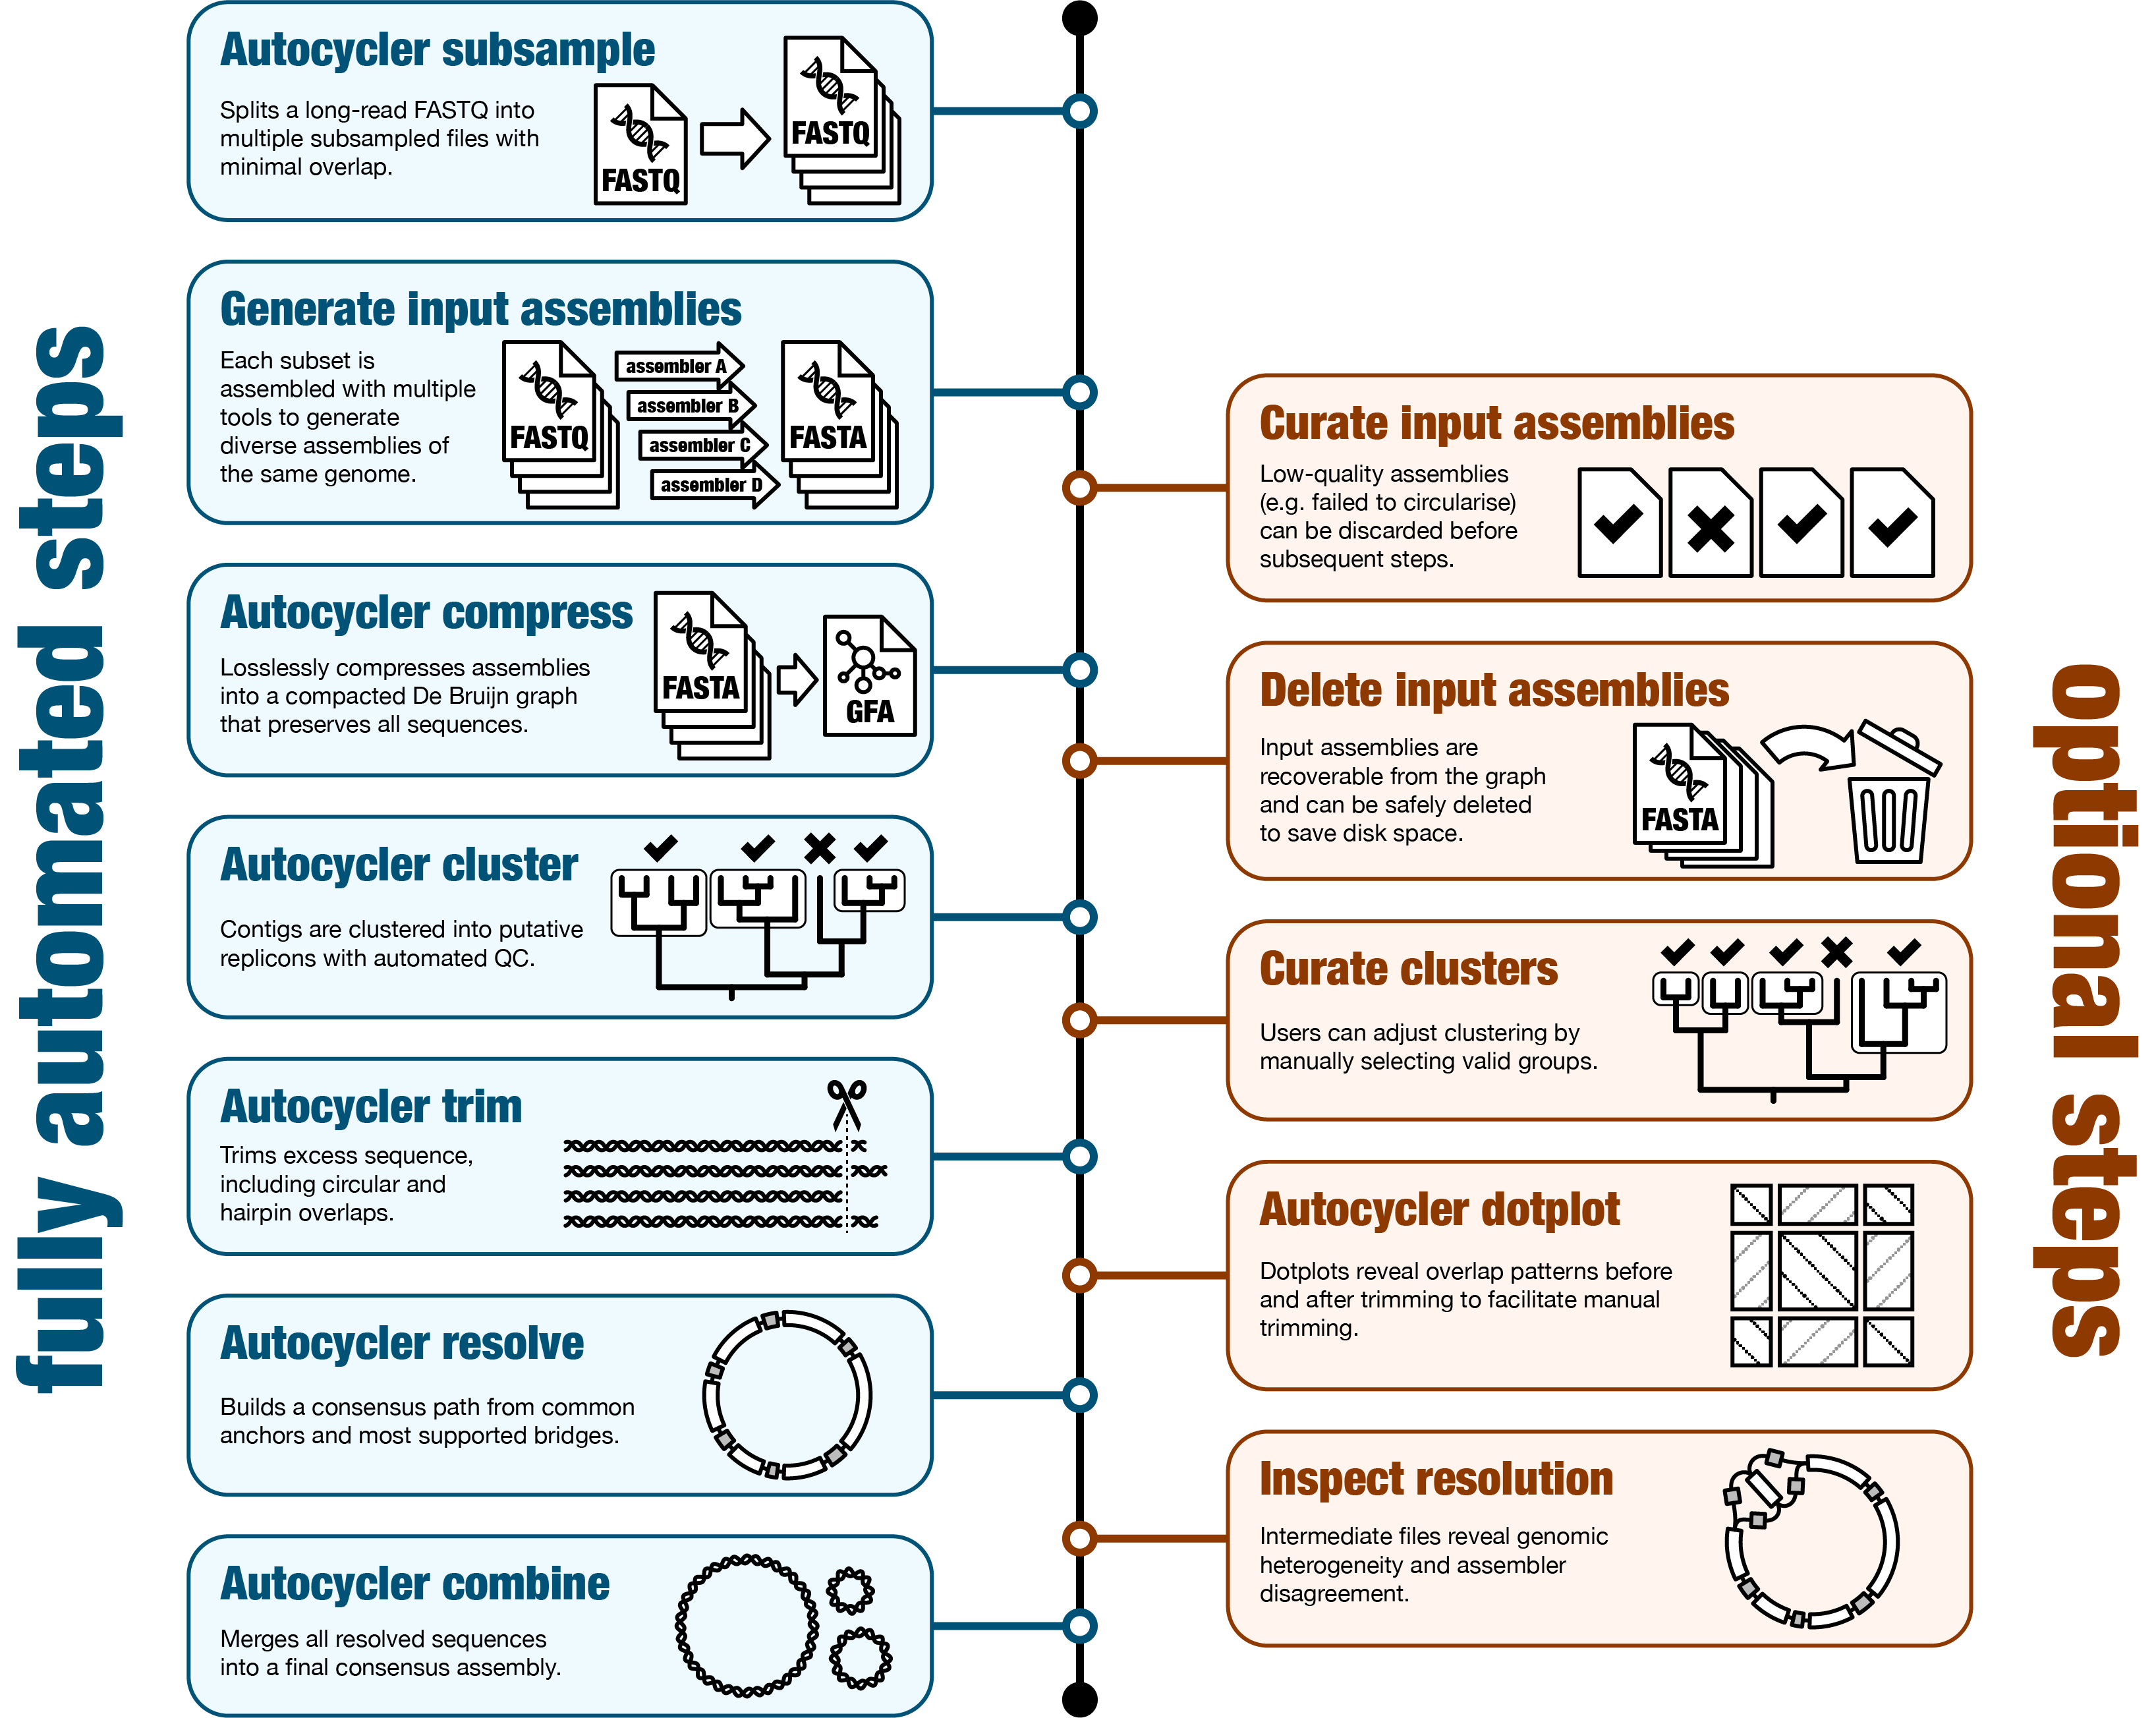 fully automated steps
Autocycler subsample
Splits a long-read FASTQ into
multiple subsampled files with
minimal overlap.
FASTQ
FASTQ
Generate input assemblies
Each subset is
assembled with multiple
tools to generate
diverse assemblies of
the same genome.
FASTQ
assembler A
assembler B
assembler C
assembler D
FASTA
Autocycler compress
Losslessly compresses assemblies
into a compacted De Bruijn graph
that preserves all sequences.
FASTA
GFA
Autocycler cluster
Contigs are clustered into putative
replicons with automated QC.
Autocycler trim
Trims excess sequence,
including circular and
hairpin overlaps.
Autocycler resolve
Builds a consensus path from common
anchors and most supported bridges.
Autocycler combine
Merges all resolved sequences
into a final consensus assembly.
optional steps
Curate input assemblies
Low-quality assemblies
(e.g. failed to circularise)
can be discarded before
subsequent steps.
Delete input assemblies
Input assemblies are
recoverable from the graph
and can be safely deleted
to save disk space.
FASTA
Curate clusters
Users can adjust clustering by
manually selecting valid groups.
Autocycler dotplot
Dotplots reveal overlap patterns before
and after trimming to facilitate manual
trimming.
Inspect resolution
Intermediate files reveal genomic
heterogeneity and assembler
disagreement.